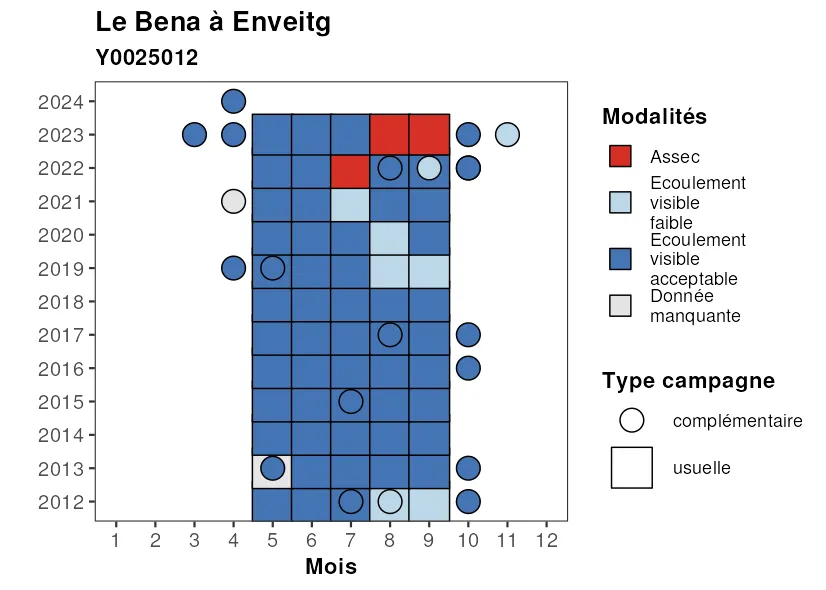 Le Bena à Enveitg
Y0025012
2024
2023
2022
2021
2020
2019
2018
2017
2016
2015
2014
2013
2012
1 2 3 4 5 6 7 8 9 10 11 12
Mois
Modalités
Assec
Ecoulement
visible
faible
Ecoulement
visible
acceptable
Donnée
manquante
Type campagne
complémentaire
usuelle